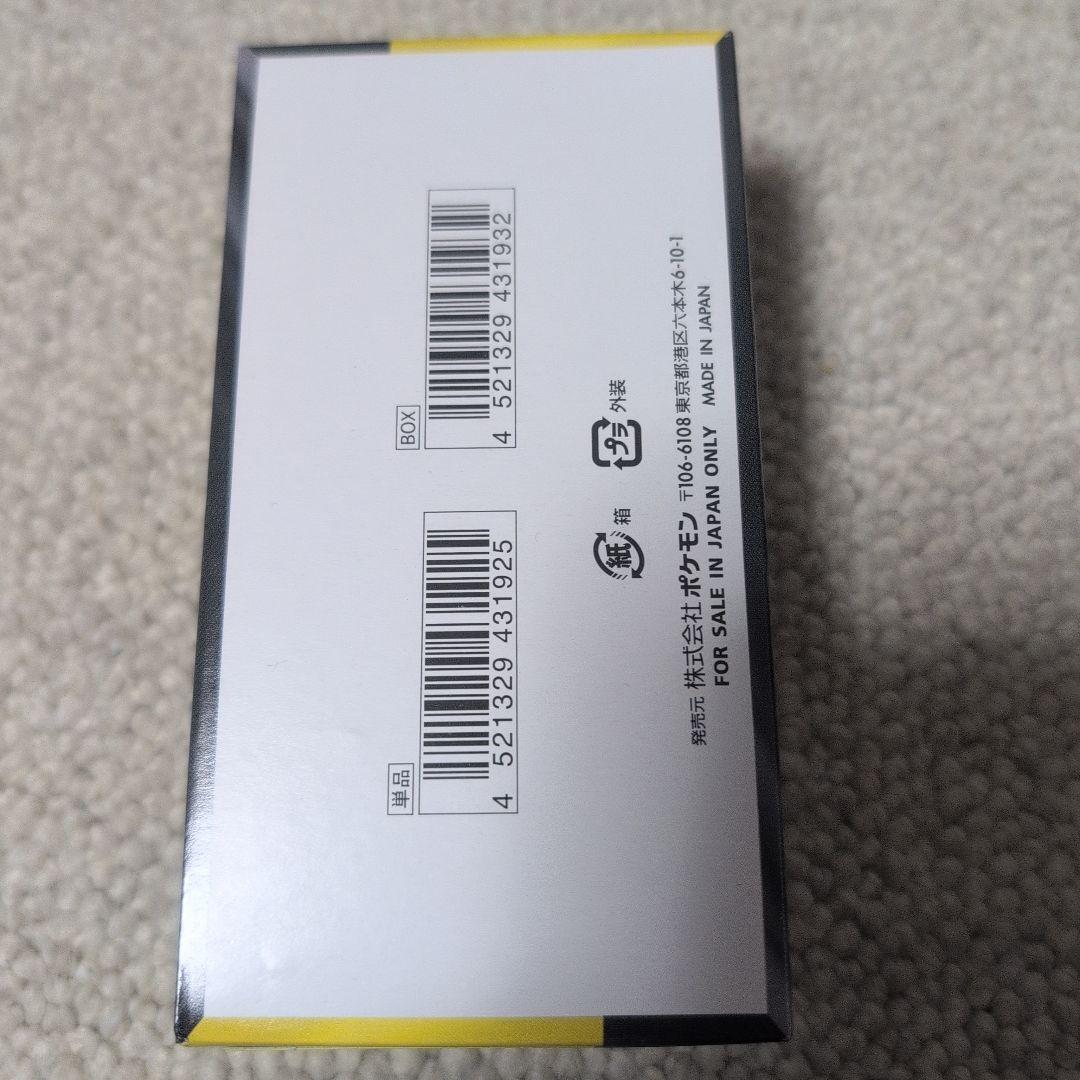 単品
4 521329 431925
BOX
4 521329 431932
紙 箱
プラ 外装
発売元 株式会社 ポケモン 〒106-6108 東京都港区六本木6-10-1
FOR SALE IN JAPAN ONLY MADE IN JAPAN